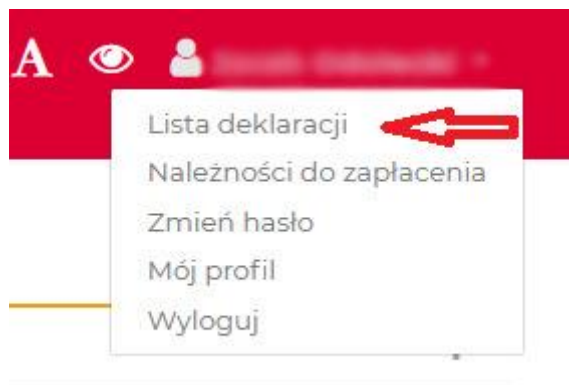 A
Lista deklaracji
Należności do zapłacenia
Zmień hasło
Mój profil
Wyloguj